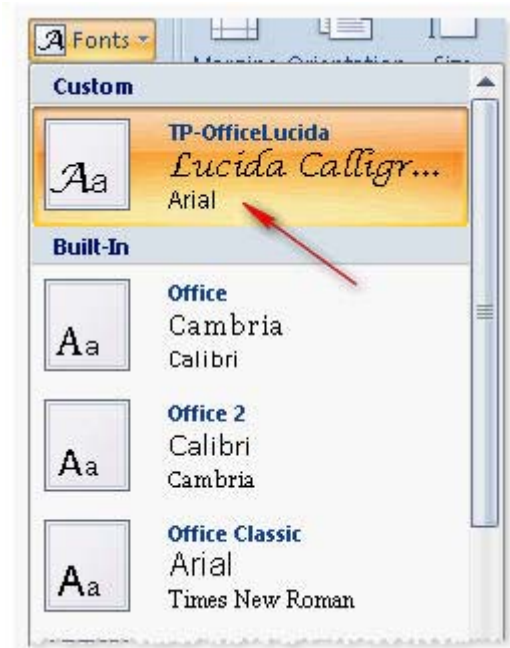 A Fonts
Custom
Aa
TP-OfficeLucida
Lucida Calligr...
Arial
Built-In
Aa
Office
Cambria
Calibri
Aa
Office 2
Calibri
Cambria
Aa
Office Classic
Arial
Times New Roman